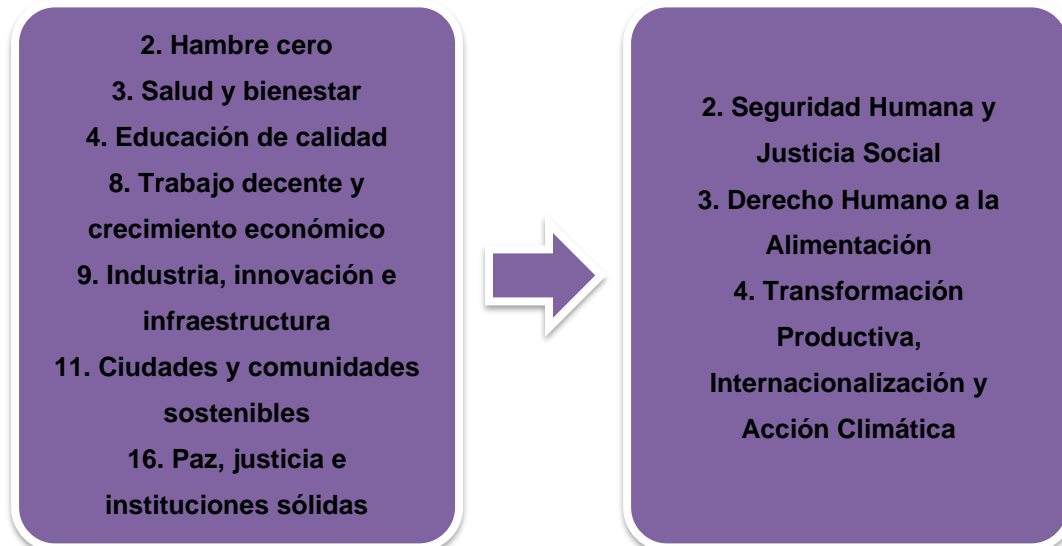 2. Hambre cero
3. Salud y bienestar
4. Educación de calidad
8. Trabajo decente y
crecimiento económico
9. Industria, innovación e
infraestructura
11. Ciudades y comunidades
sostenibles
16. Paz, justicia e
instituciones sólidas
2. Seguridad Humana y
Justicia Social
3. Derecho Humano a la
Alimentación
4. Transformación
Productiva,
Internacionalización y
Acción Climática